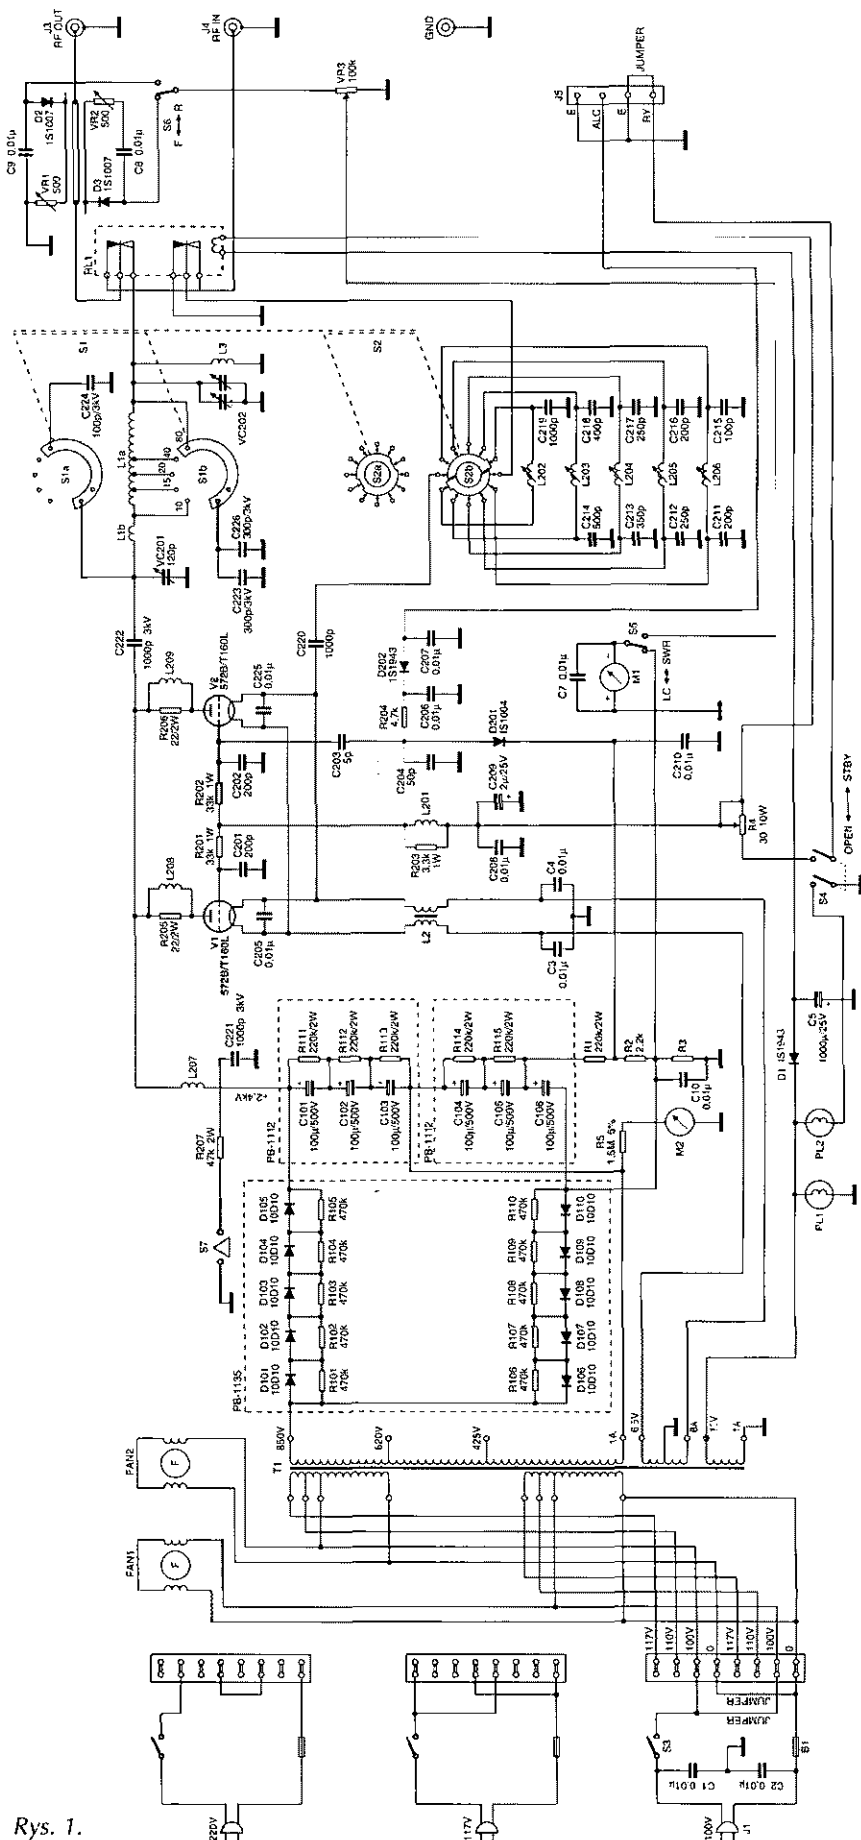 J3
RF OUT
J4
RF IN
GND
C9 0.01µ
D2
1S1007
VR1
500
VR2
500
D3
1S1007
C8 0.01µ
S6
F ↔ R
VR3
100k
J5
E
ALC
E
RY
JUMPER
RL1
S1
S2
S1a
C224
100p/3kV
L1a
L1b
10
15
20
40
80
S1b
L3
VC202
VC201
120p
C226
300p/3kV
C223
300p/3kV
S2a
S2b
L202
C219
1000p
L203
C218
400p
L204
C217
250p
L205
C216
200p
L206
C215
100p
C214
500p
C213
350p
C212
250p
C211
200p
C222
1000p 3kV
C220
1000p
L209
R206
22/2W
V2
572B/T160L
C225
0.01µ
R202
33k 1W
C202
200p
R201
33k 1W
C201
200p
L208
R205
22/2W
V1
572B/T160L
C205
0.01µ
C203
5p
C204
50p
R204
4.7k
D202
1S1943
C207
0.01µ
C206
0.01µ
D201
1S1004
C210
0.01µ
L201
R203
3.3k
1W
C209
2µ/25V
C208
0.01µ
C7 0.01µ
M1
S5
LC ↔ SWR
R4
30 10W
OPEN ↔ STBY
S4
L2
C4
0.01µ
C3
0.01µ
L207
C221
1000p 3kV
R207
47k 2W
S7
+2.4kV
PB-1112
R111
220k/2W
R112
220k/2W
R113
220k/2W
C101
100µ/500V
C102
100µ/500V
C103
100µ/500V
PB-1112
R114
220k/2W
R115
220k/2W
C104
100µ/500V
C105
100µ/500V
C106
100µ/500V
R1
220k/2W
R2
2.2k
R3
C10
0.01µ
R5
1.5M 5%
M2
D1 1S1943
C5
1000µ/25V
PL1
PL2
PB-1135
D105
10D10
D104
10D10
D103
10D10
D102
10D10
D101
10D10
R105
470k
R104
470k
R103
470k
R102
470k
R101
470k
R110
470k
R109
470k
R108
470k
R107
470k
R106
470k
D110
10D10
D109
10D10
D108
10D10
D107
10D10
D106
10D10
T1
850V
620V
425V
1A
8A
1A
FAN2
F
FAN1
F
117V
110V
100V
0
117V
110V
100V
0
JUMPER
JUMPER
S3
C1 0.01µ
C2 0.01µ
220V
117V
100V
J1
Rys. 1.